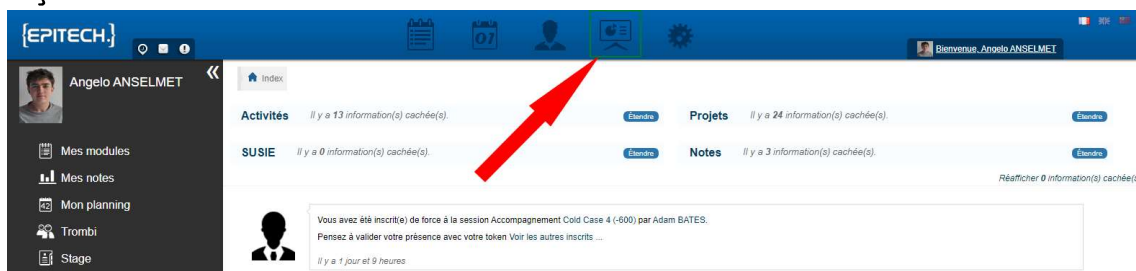 {EPITECH.}
01
Bienvenue, Angelo ANSELMET
Angelo ANSELMET
«
Index
Activités Il y a 13 information(s) cachée(s). Étendre
Projets Il y a 24 information(s) cachée(s). Étendre
SUSIE Il y a 0 information(s) cachée(s). Étendre
Notes Il y a 3 information(s) cachée(s). Étendre
Réafficher 0 information(s) cachée(s
Mes modules
Mes notes
42 Mon planning
Trombi
Stage
Vous avez été inscrit(e) de force à la session Accompagnement Cold Case 4 (-600) par Adam BATES.
Pensez à valider votre présence avec votre token Voir les autres inscrits ...
Il y a 1 jour et 9 heures